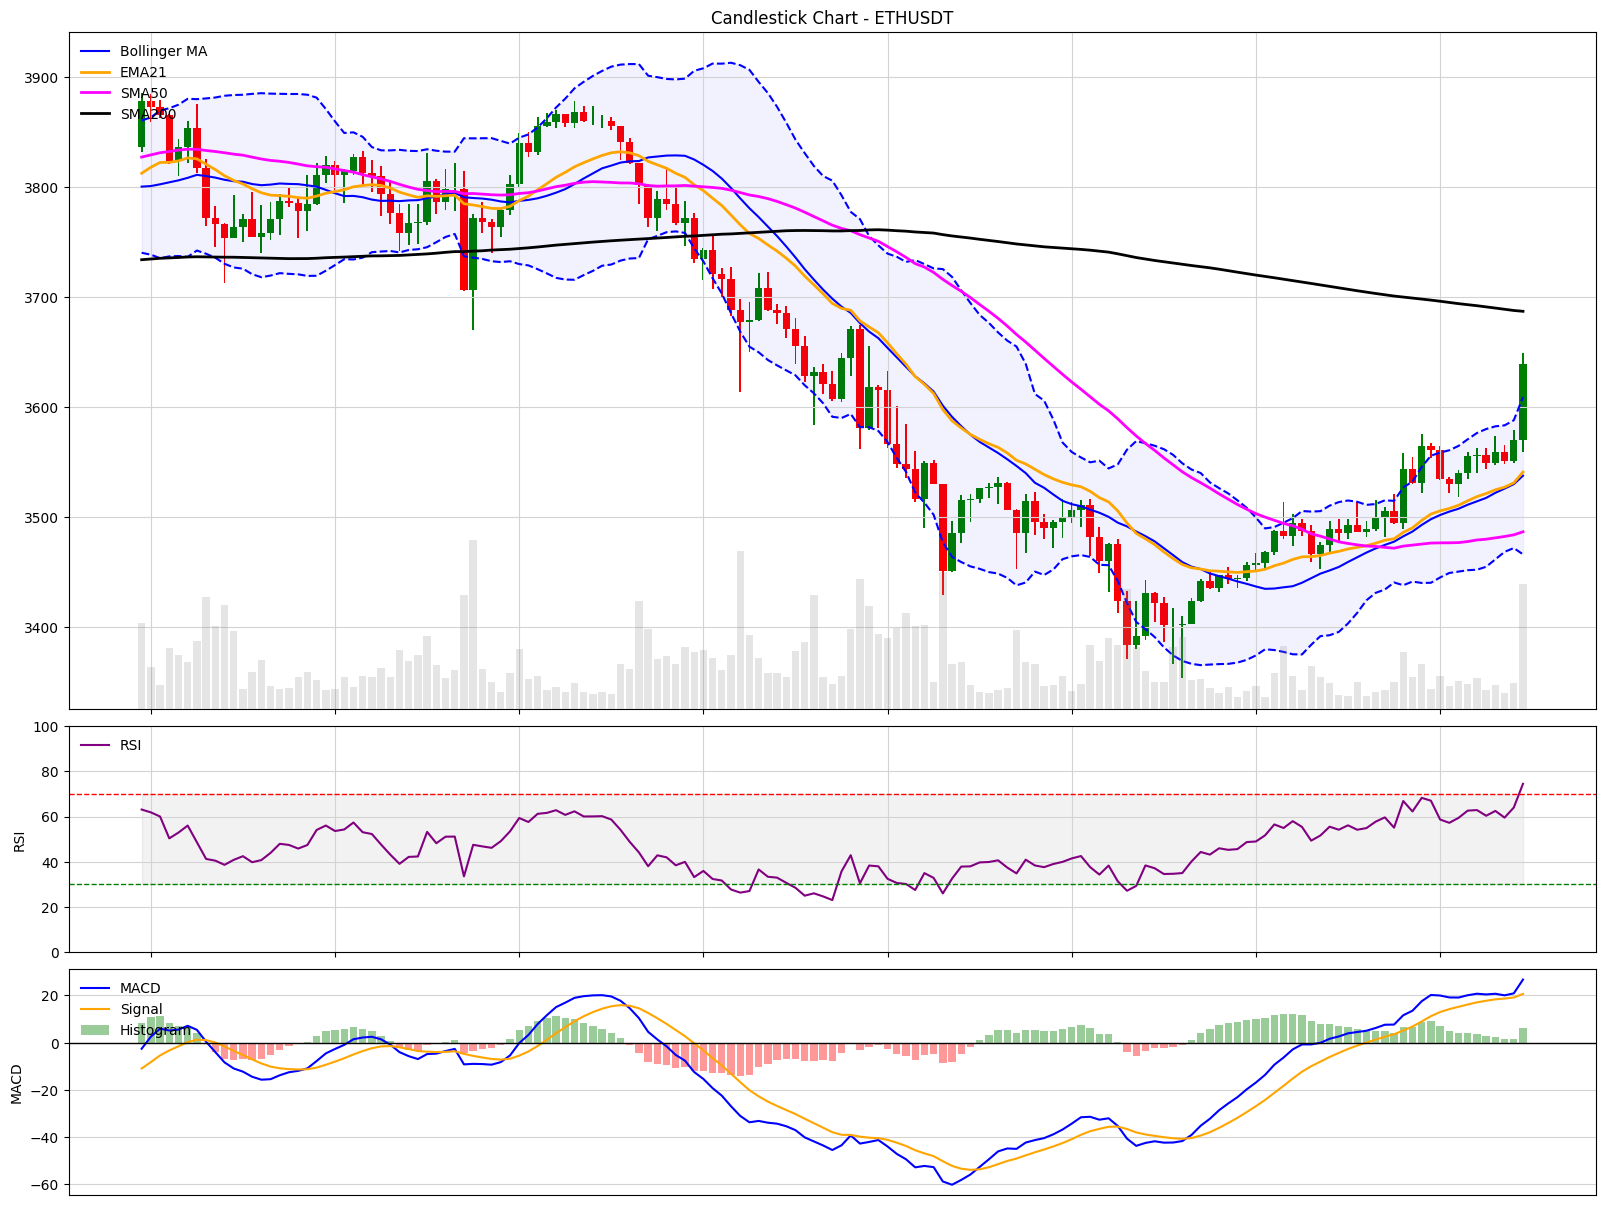 Candlestick Chart - ETHUSDT
Bollinger MA
EMA21
SMA50
SMA200
3900
3800
3700
3600
3500
3400
RSI
100
80
60
40
20
0
RSI
MACD
Signal
Histogram
20
0
−20
−40
−60
MACD